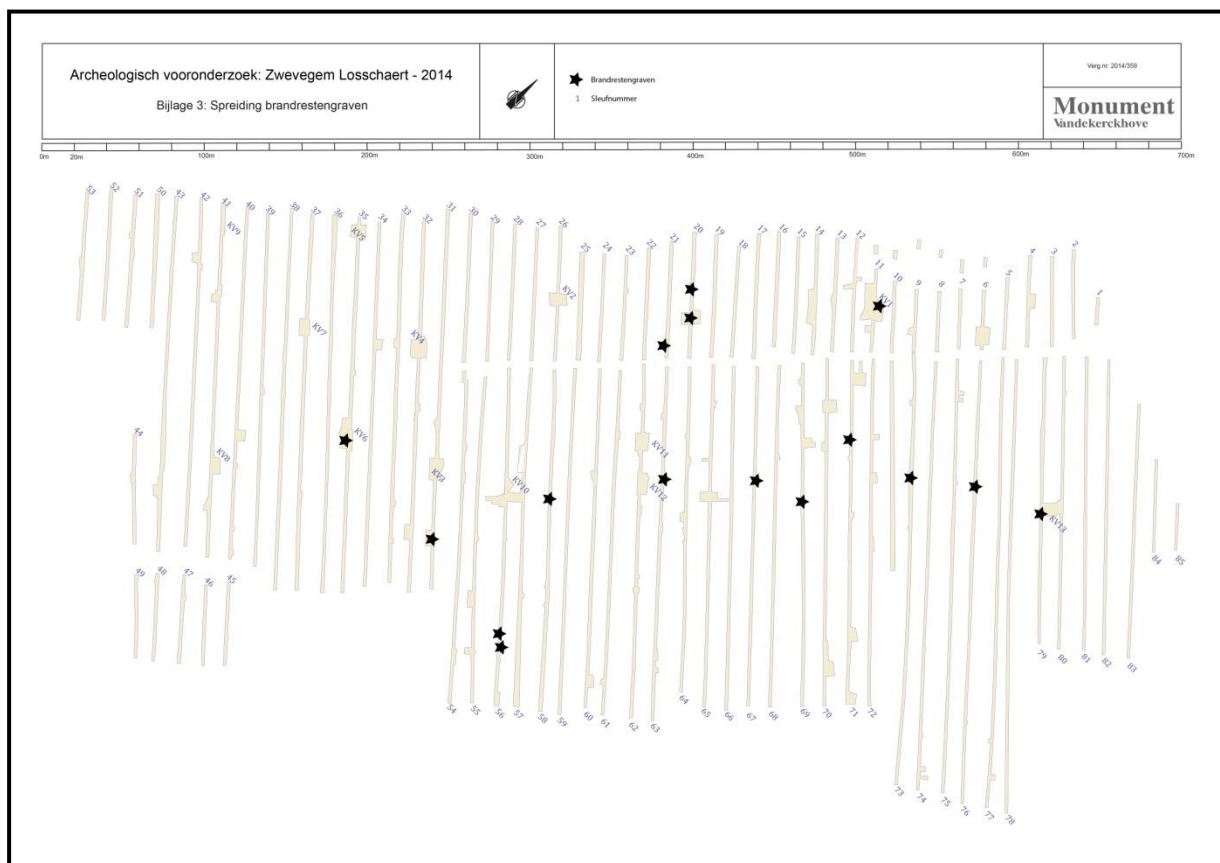 Archeologisch vooronderzoek: Zwevegem Losschaert - 2014
Bijlage 3: Spreiding brandrestengraven
Brandrestengraven
1 Sleufnummer
Verg.nr. 2014/359
Monument
Vandekerckhove
0m 20m 100m 200m 300m 400m 500m 600m 700m
53 52 51 50 43 42 41 40 39 38 37 36 35 34 33 32 31 30 29 28 27 26 25 24 23 22 21 20 19 18 17 16 15 14 13 12 11 10 9 8 7 6 5 4 3 2 1
KV9 KV5 KV2 KV1
KV7 KV4
44 KV8 KV6 KV3 KV10 KV11 KV12 KV13
49 48 47 46 45
84 85
79 80 81 82 83
54 55 56 57 58 59 60 61 62 63 64 65 66 67 68 69 70 71 72
73 74 75 76 77 78